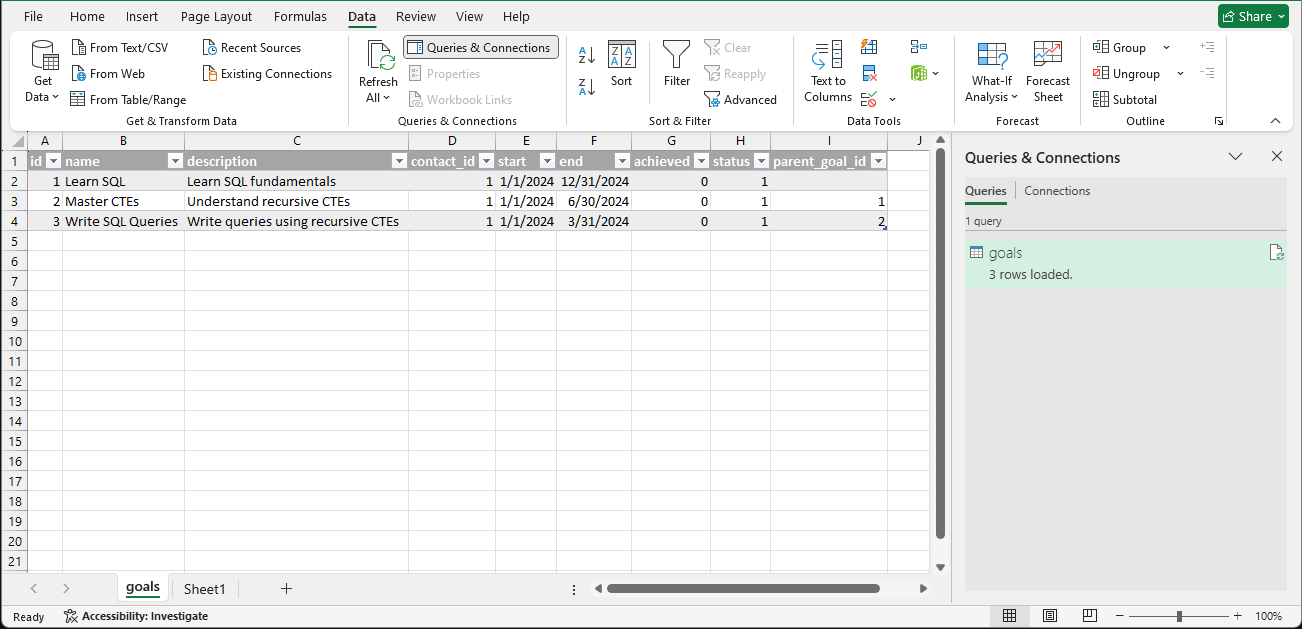 File Home Insert Page Layout Formulas Data Review View Help Share
Get Data
From Text/CSV
From Web
From Table/Range
Recent Sources
Existing Connections
Get & Transform Data
Refresh All
Queries & Connections
Properties
Workbook Links
Queries & Connections
A Z
Z A
Z A A Z
Sort
Filter
Clear
Reapply
Advanced
Sort & Filter
Text to Columns
Data Tools
What-If Analysis
Forecast Sheet
Forecast
Group
Ungroup
Subtotal
Outline
A B C D E F G H I J
1 id name description contact_id start end achieved status parent_goal_id
2 1 Learn SQL Learn SQL fundamentals 1 1/1/2024 12/31/2024 0 1
3 2 Master CTEs Understand recursive CTEs 1 1/1/2024 6/30/2024 0 1 1
4 3 Write SQL Queries Write queries using recursive CTEs 1 1/1/2024 3/31/2024 0 1 2
5
6
7
8
9
10
11
12
13
14
15
16
17
18
19
20
21
Queries & Connections
Queries Connections
1 query
goals
3 rows loaded.
goals Sheet1
Ready Accessibility: Investigate 100%